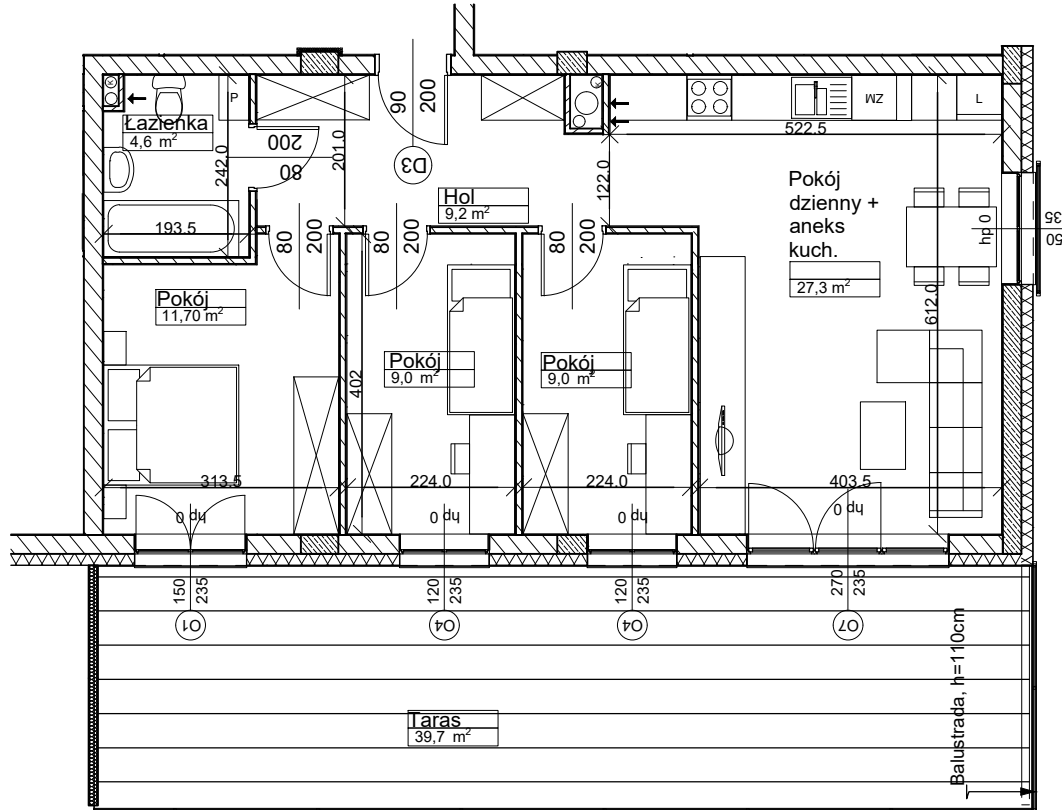 90
200
Łazienka
4,6 m²
P
200
80
201.0
242.0
193.5
D3
Hol
9,2 m²
122.0
522.5
ZM
L
Pokój
dzienny +
aneks
kuch.
27,3 m²
hp 0
612.0
80
200
80
200
80
200
Pokój
11,70 m²
Pokój
9,0 m²
Pokój
9,0 m²
402
313.5
224.0
224.0
403.5
hp 0
hp 0
hp 0
hp 0
150
235
120
235
120
235
270
235
O1
O4
O4
O7
Taras
39,7 m²
Balustrada, h=110cm